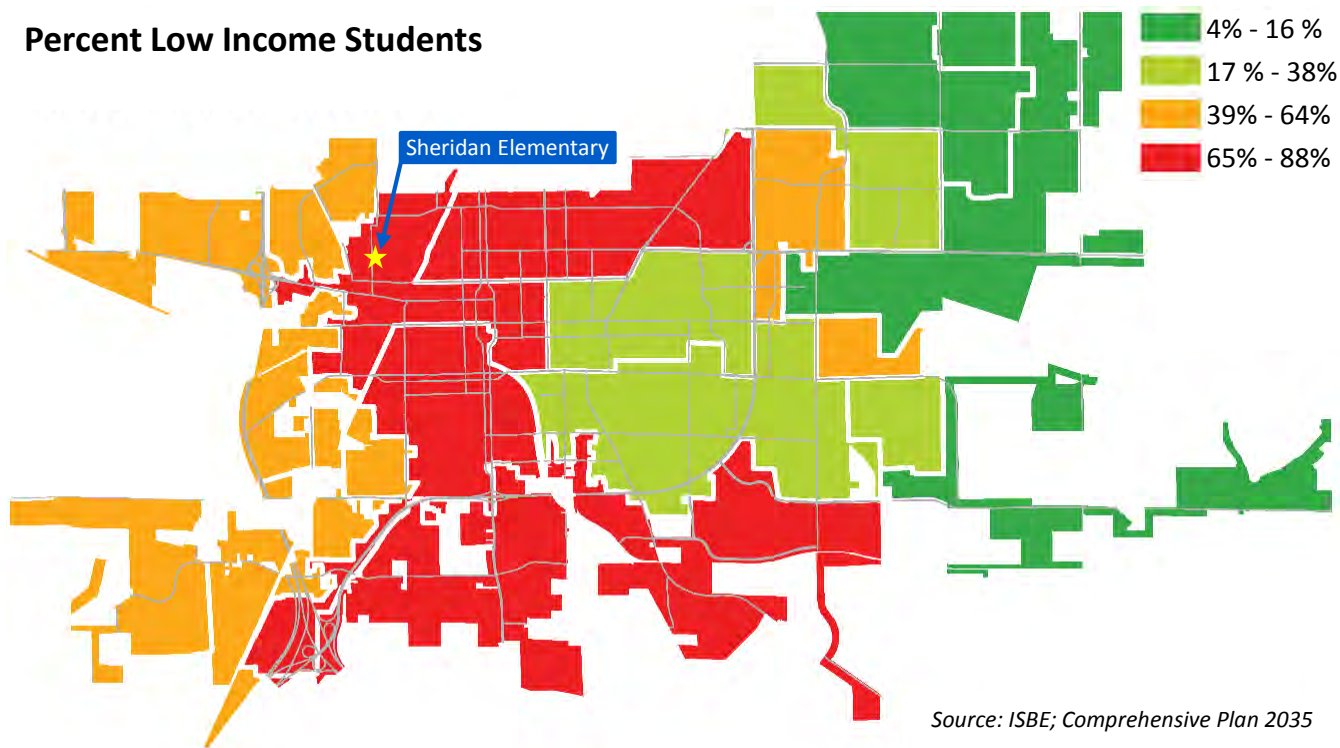 Percent Low Income Students
4% - 16 %
17 % - 38%
39% - 64%
65% - 88%
Sheridan Elementary
Source: ISBE; Comprehensive Plan 2035